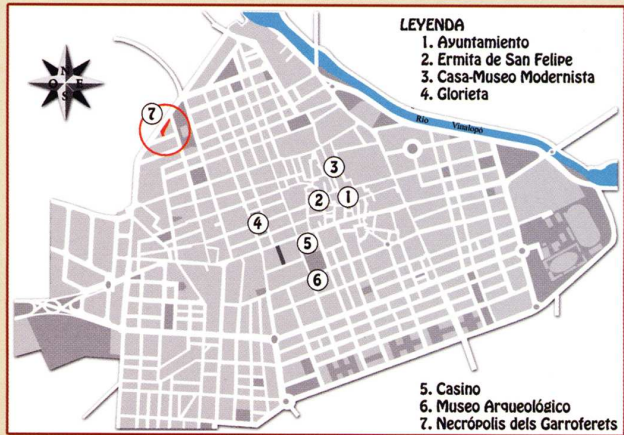 LEYENDA
1. Ayuntamiento
2. Ermita de San Felipe
3. Casa-Museo Modernista
4. Glorieta
N
O E
S
7
Río Vinalopó
3
2 1
4
5
6
5. Casino
6. Museo Arqueológico
7. Necrópolis dels Garroferets